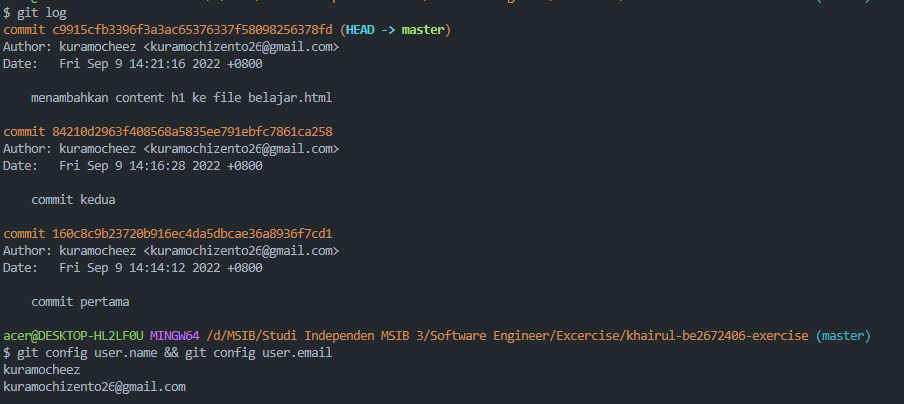 $ git log
commit c9915cfb3396f3a3ac65376337f58098256378fd (HEAD -> master)
Author: kuramocheez <kuramochizento26@gmail.com>
Date:   Fri Sep 9 14:21:16 2022 +0800
menambahkan content h1 ke file belajar.html
commit 84210d2963f408568a5835ee791ebfc7861ca258
Author: kuramocheez <kuramochizento26@gmail.com>
Date:   Fri Sep 9 14:16:28 2022 +0800
commit kedua
commit 160c8c9b23720b916ec4da5dbcae36a8936f7cd1
Author: kuramocheez <kuramochizento26@gmail.com>
Date:   Fri Sep 9 14:14:12 2022 +0800
commit pertama
acer@DESKTOP-HL2LF0U MINGW64 /d/MSIB/Studi Independen MSIB 3/Software Engineer/Excercise/khairul-be2672406-exercise (master)
$ git config user.name && git config user.email
kuramocheez
kuramochizento26@gmail.com